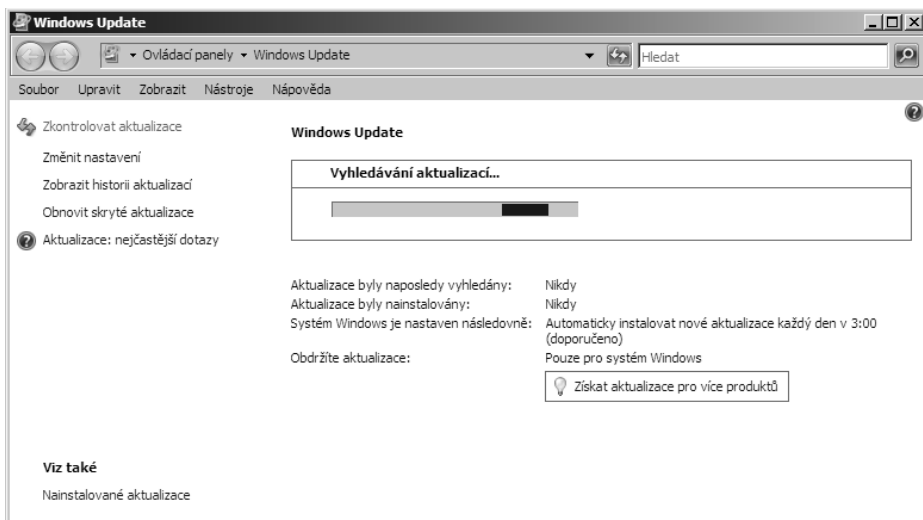 Windows Update
Ovládací panely Windows Update
Hledat
Soubor Upravit Zobrazit Nástroje Nápověda
Zkontrolovat aktualizace
Změnit nastavení
Zobrazit historii aktualizací
Obnovit skryté aktualizace
Aktualizace: nejčastější dotazy
Windows Update
Vyhledávání aktualizací...
Aktualizace byly naposledy vyhledány: Nikdy
Aktualizace byly nainstalovány: Nikdy
Systém Windows je nastaven následovně: Automaticky instalovat nové aktualizace každý den v 3:00
(doporučeno)
Obdržíte aktualizace: Pouze pro systém Windows
Získat aktualizace pro více produktů
Viz také
Nainstalované aktualizace